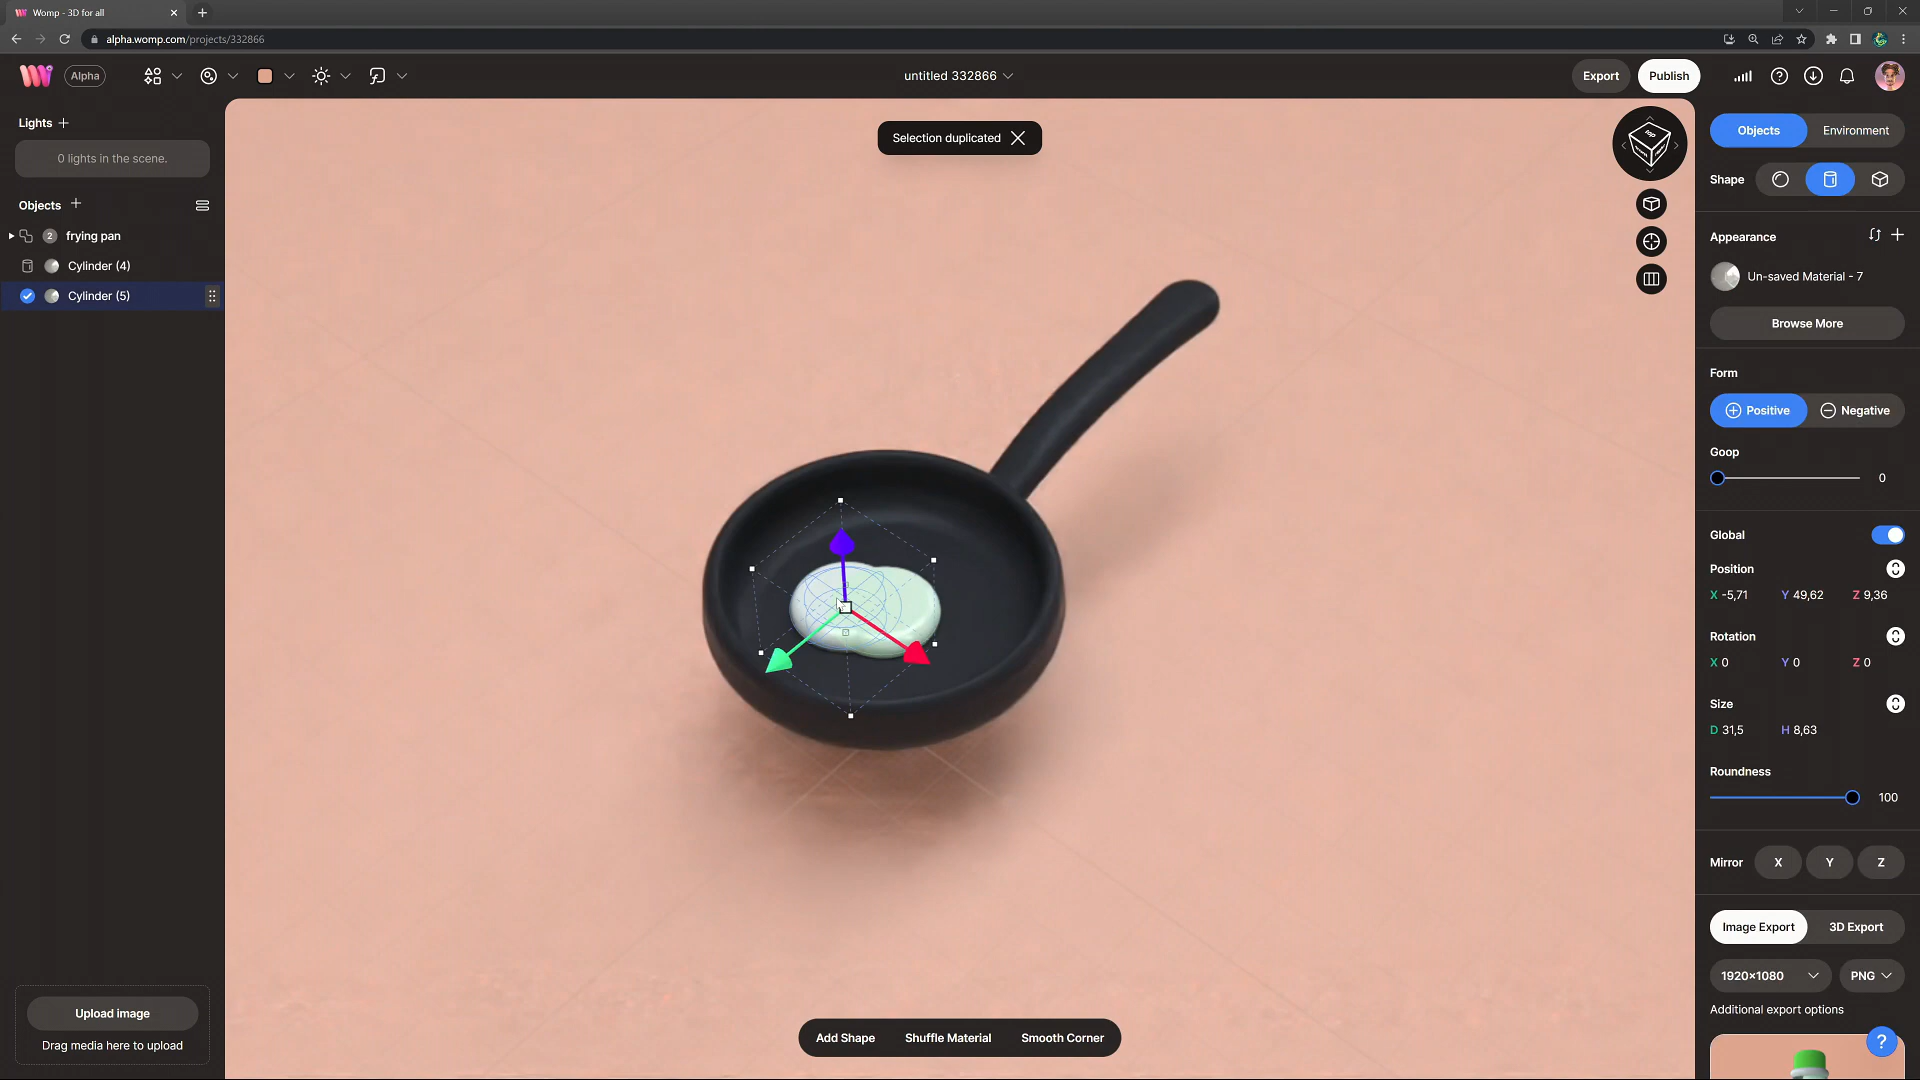 Womp - 3D for all
alpha.womp.com/projects/332866
Alpha
untitled 332866
Export
Publish
Lights
0 lights in the scene.
Objects
2 frying pan
Cylinder (4)
Cylinder (5)
Upload image
Drag media here to upload
Selection duplicated
Add Shape
Shuffle Material
Smooth Corner
Objects
Environment
Shape
Appearance
Un-saved Material - 7
Browse More
Form
Positive
Negative
Goop
0
Global
Position
X -5,71 Y 49,62 Z 9,36
Rotation
X 0 Y 0 Z 0
Size
D 31,5 H 8,63
Roundness
100
Mirror X Y Z
Image Export
3D Export
1920×1080
PNG
Additional export options
?